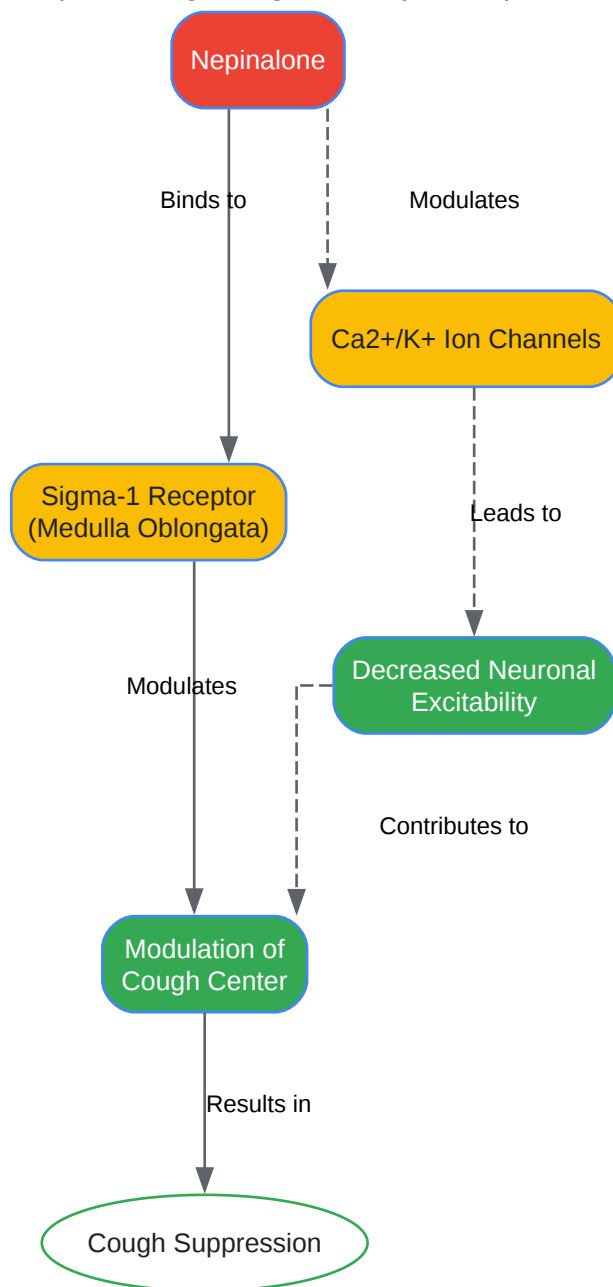 Nepinalone
Binds to
Modulates
Ca2+/K+ Ion Channels
Sigma-1 Receptor
(Medulla Oblongata)
Leads to
Decreased Neuronal
Excitability
Modulates
Contributes to
Modulation of
Cough Center
Results in
Cough Suppression